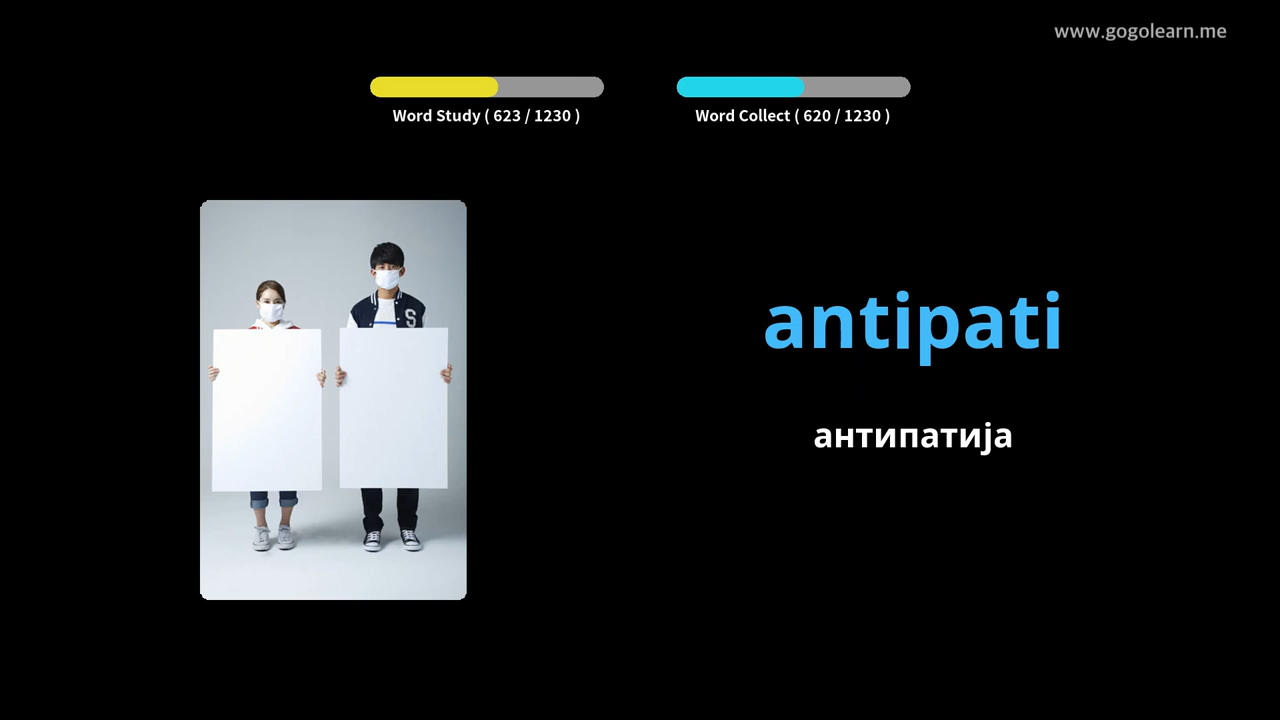 www.gogolearn.me
Word Study ( 623 / 1230 )
Word Collect ( 620 / 1230 )
S
antipati
антипатија